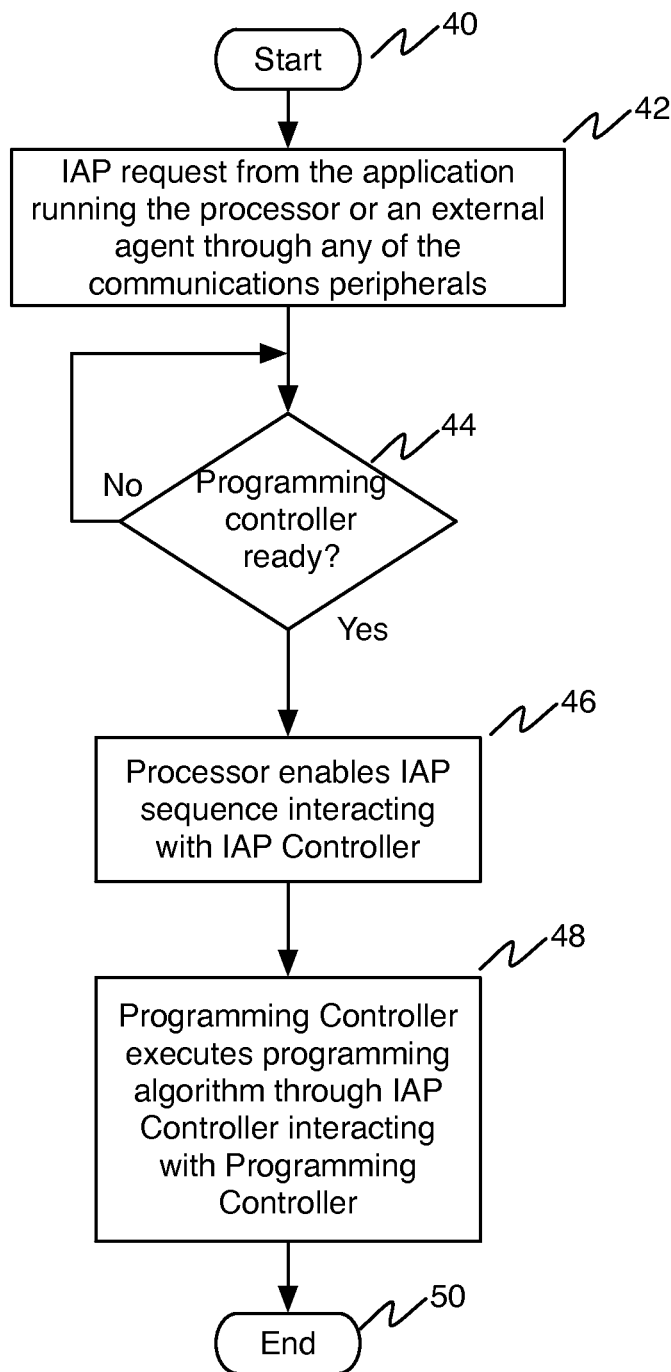 40
Start
42
IAP request from the application
running the processor or an external
agent through any of the
communications peripherals
44
No
Programming
controller
ready?
Yes
46
Processor enables IAP
sequence interacting
with IAP Controller
48
Programming Controller
executes programming
algorithm through IAP
Controller interacting
with Programming
Controller
50
End